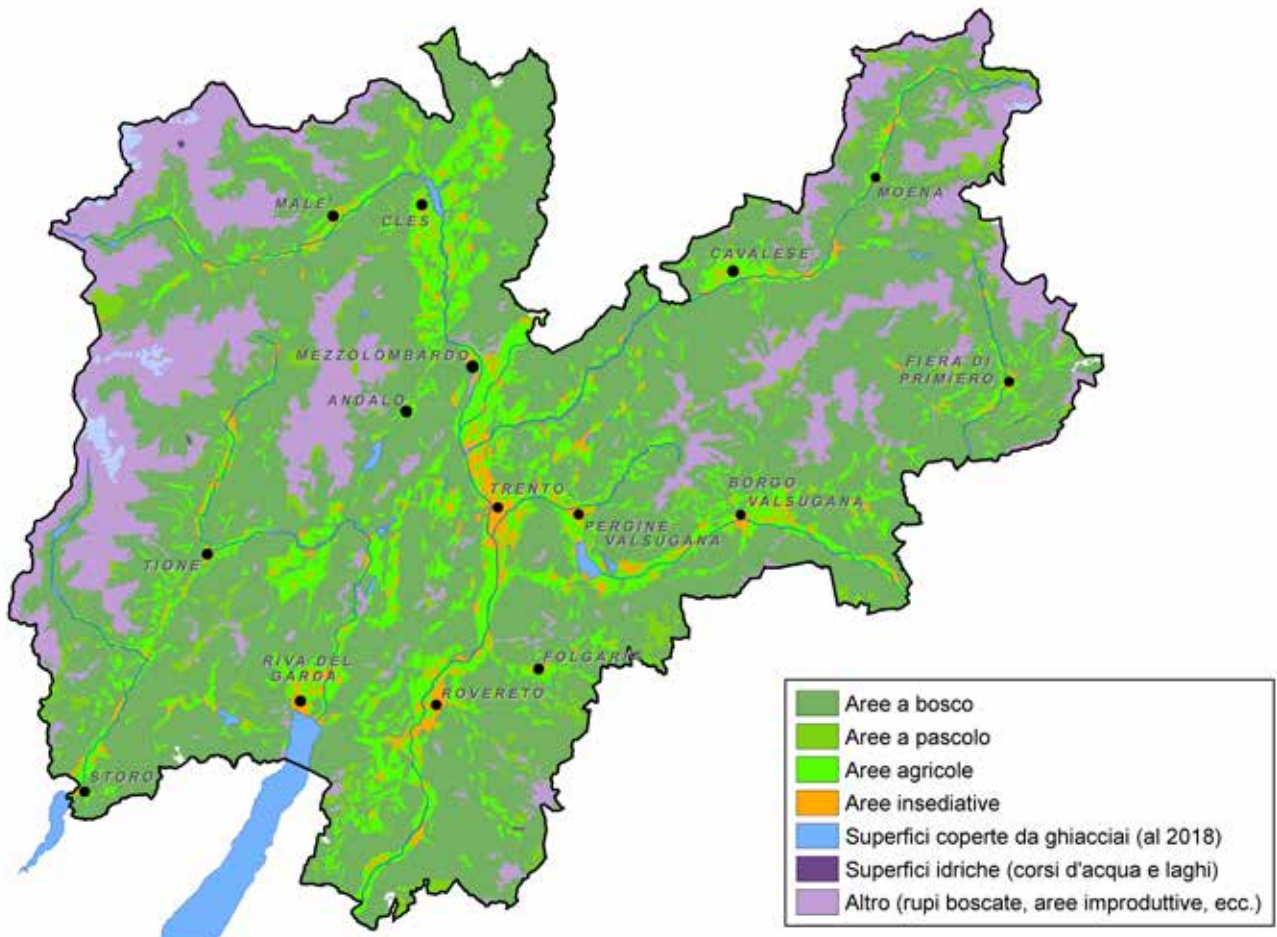 MOENA
MALE
CLES
CAVALESE
MEZZOLOMBARDO
FIERA DI
PRIMIERO
ANDALO
TRENTO
BORGO
VALSUGANA
PERGINE
VALSUGANA
TIONE
FOLGARIA
RIVA DEL
GARDA
ROVERETO
STORO
Aree a bosco
Aree a pascolo
Aree agricole
Aree insediative
Superfici coperte da ghiacciai (al 2018)
Superfici idriche (corsi d'acqua e laghi)
Altro (rupi boscate, aree improduttive, ecc.)